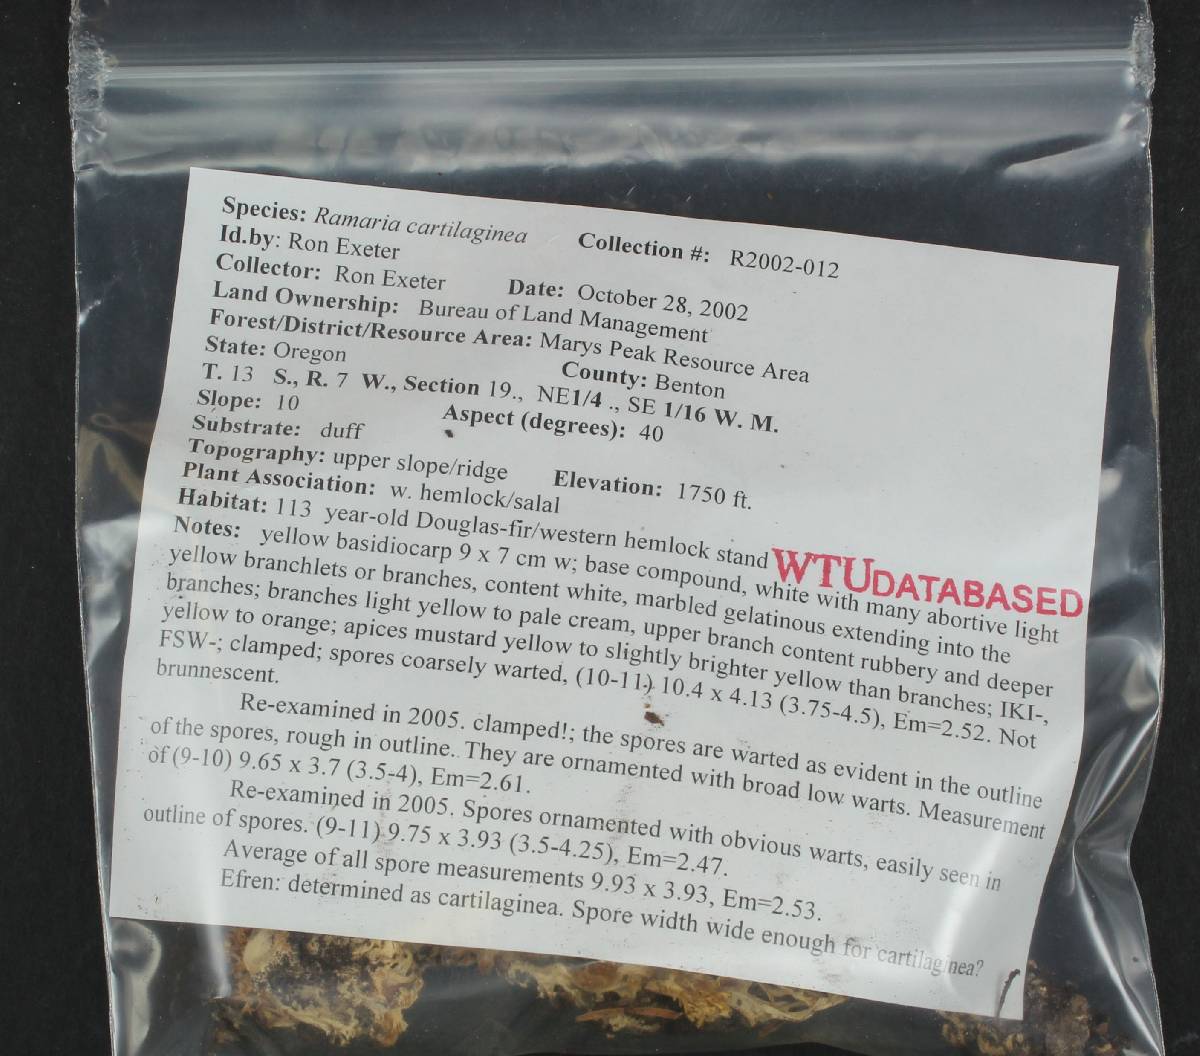 Species: Ramaria cartilaginea Collection #: R2002-012
Id.by: Ron Exeter
Collector: Ron Exeter Date: October 28, 2002
Land Ownership: Bureau of Land Management
Forest/District/Resource Area: Marys Peak Resource Area
State: Oregon County: Benton
T. 13 S., R. 7 W., Section 19., NE1/4 ., SE 1/16 W. M.
Slope: 10 Aspect (degrees): 40
Substrate: duff
Topography: upper slope/ridge Elevation: 1750 ft.
Plant Association: w. hemlock/salal
Habitat: 113 year-old Douglas-fir/western hemlock stand
WTU DATABASED
Notes: yellow basidiocarp 9 x 7 cm w; base compound, white with many abortive light
yellow branchlets or branches, content white, marbled gelatinous extending into the
branches; branches light yellow to pale cream, upper branch content rubbery and deeper
yellow to orange; apices mustard yellow to slightly brighter yellow than branches; IKI-,
FSW-; clamped; spores coarsely warted, (10-11) 10.4 x 4.13 (3.75-4.5), Em=2.52. Not
brunnescent.
Re-examined in 2005. clamped!; the spores are warted as evident in the outline
of the spores, rough in outline. They are ornamented with broad low warts. Measurement
of (9-10) 9.65 x 3.7 (3.5-4), Em=2.61.
Re-examined in 2005. Spores ornamented with obvious warts, easily seen in
outline of spores. (9-11) 9.75 x 3.93 (3.5-4.25), Em=2.47.
Average of all spore measurements 9.93 x 3.93, Em=2.53.
Efren: determined as cartilaginea. Spore width wide enough for cartilaginea?